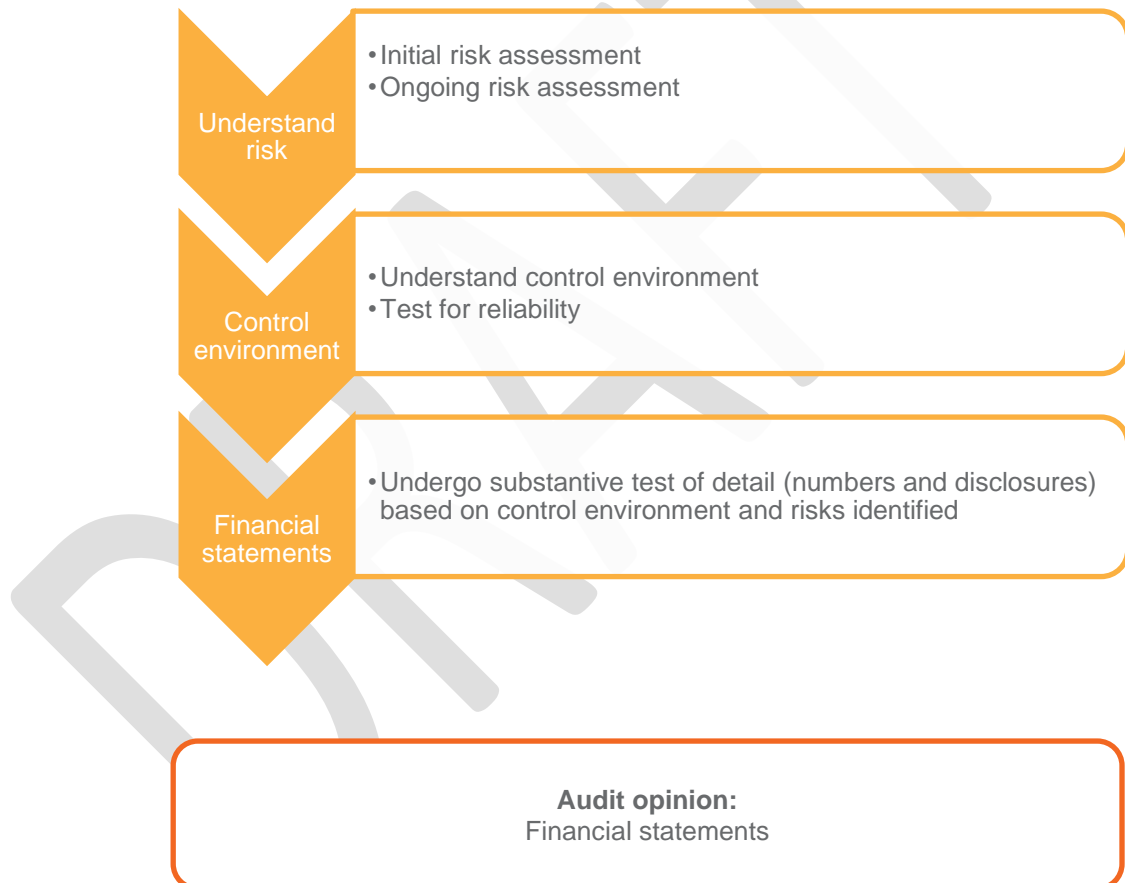 Understand
risk
•Initial risk assessment
•Ongoing risk assessment
Control
environment
•Understand control environment
•Test for reliability
Financial
statements
•Undergo substantive test of detail (numbers and disclosures)
based on control environment and risks identified
Audit opinion:
Financial statements
DRAFT